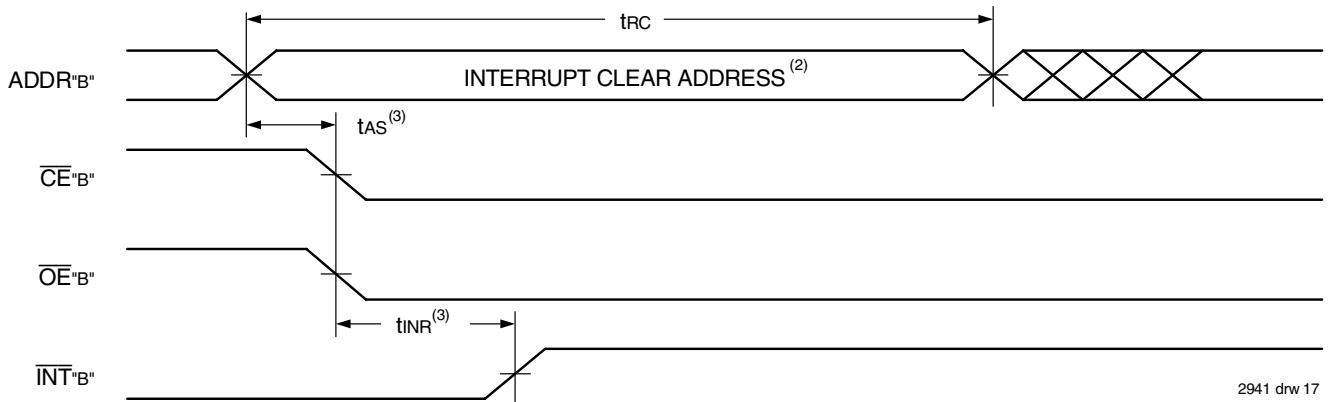 tRC
ADDR"B"
INTERRUPT CLEAR ADDRESS(2)
tAS(3)
CE"B"
OE"B"
tINR(3)
INT"B"
2941 drw 17